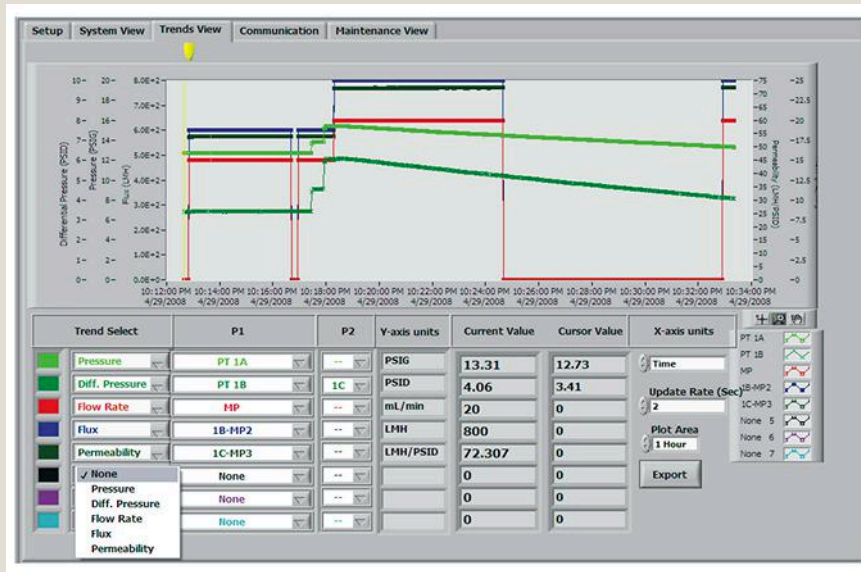 Setup System View Trends View Communication Maintenance View
10- 20- 8.0E+2- -75 -25
9- 18- 7.0E+2- -70 -22.5
8- 16- 6.0E+2- -65 -20
7- 14- 5.0E+2- -60 -17.5
6- 12- 4.0E+2- -55 -15
5- 10- 3.0E+2- -50 -12.5
4- 8- 2.0E+2- -45 -10
3- 6- 1.0E+2- -40 -7.5
2- 4- 0.0E+0- -35 -5
1- 2- -30 -2.5
0- 0- -25 -0
-20
-15
-10
-5
-0
Differential Pressure (PSID)
Pressure (PSIG)
Flux (LMH)
Permeability (LMH/PSID)
10:12:00 PM 10:14:00 PM 10:16:00 PM 10:18:00 PM 10:20:00 PM 10:22:00 PM 10:24:00 PM 10:26:00 PM 10:28:00 PM 10:30:00 PM 10:32:00 PM 10:34:00 PM
4/29/2008 4/29/2008 4/29/2008 4/29/2008 4/29/2008 4/29/2008 4/29/2008 4/29/2008 4/29/2008 4/29/2008 4/29/2008 4/29/2008
Trend Select P1 P2 Y-axis units Current Value Cursor Value X-axis units
Pressure PT 1A -- PSIG 13.31 12.73 Time
Diff. Pressure PT 1B 1C PSID 4.06 3.41 Update Rate (Sec)
Flow Rate MP -- mL/min 20 0 2
Flux 1B-MP2 -- LMH 800 0 Plot Area
Permeability 1C-MP3 -- LMH/PSID 72.307 0 1 Hour
✓ None None -- 0 0 Export
Pressure
Diff. Pressure None -- 0 0
Flow Rate None -- 0 0
Flux
Permeability
PT 1A
PT 1B
MP
1B-MP2
1C-MP3
None 5
None 6
None 7